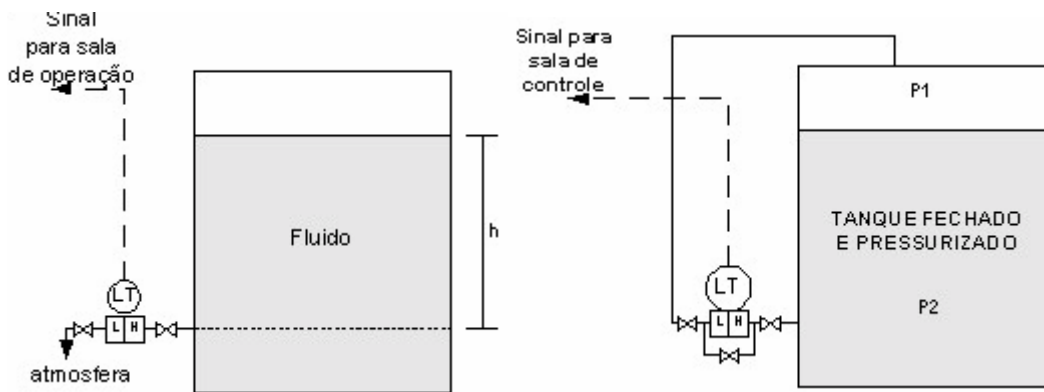 Sinal
para sala
de operação
Fluido
h
LT
L H
atmosfera
Sinal para
sala de
controle
P1
TANQUE FECHADO
E PRESSURIZADO
LT
L H
P2